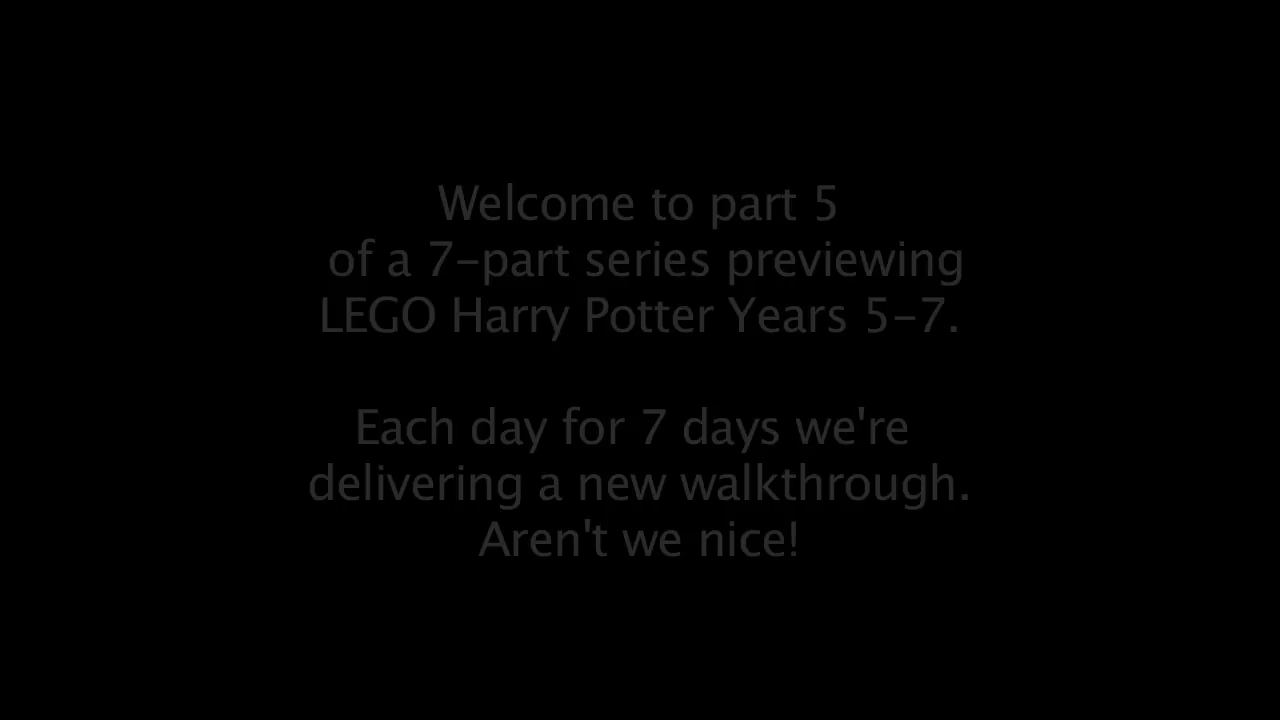 Welcome to part 5
of a 7-part series previewing
LEGO Harry Potter Years 5-7.
Each day for 7 days we're
delivering a new walkthrough.
Aren't we nice!